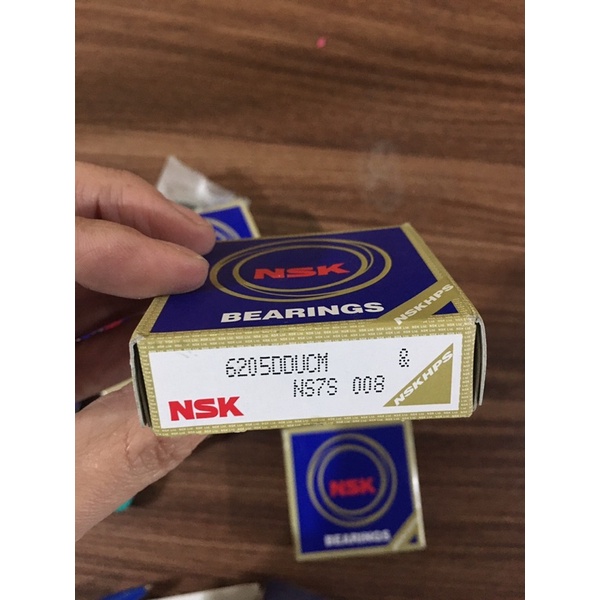 NSK
BEARINGS
NSKHPS
6205DDUCM &
NS7S 008
NSK
NSKHPS
NSK
BEARINGS